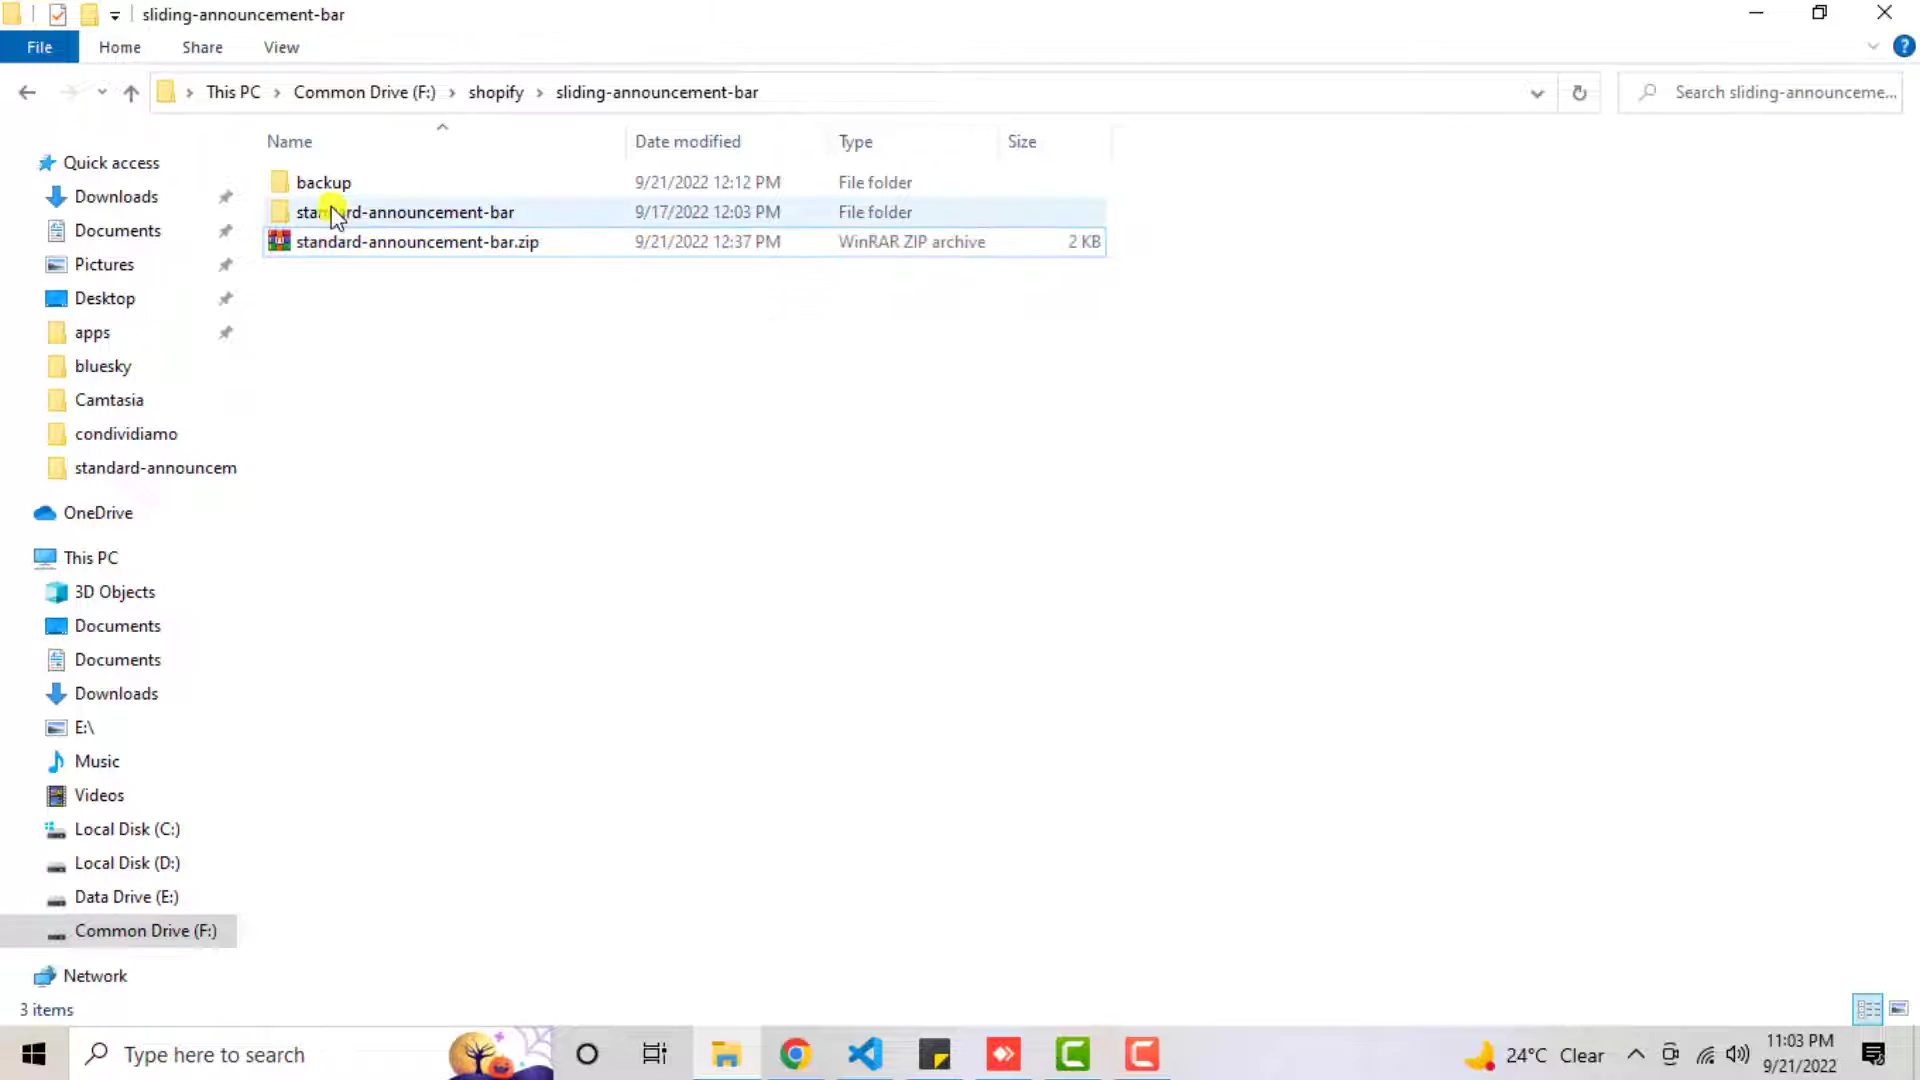 sliding-announcement-bar
File Home Share View
This PC Common Drive (F:) shopify sliding-announcement-bar
Search sliding-announceme...
Name Date modified Type Size
backup 9/21/2022 12:12 PM File folder
standard-announcement-bar 9/17/2022 12:03 PM File folder
standard-announcement-bar.zip 9/21/2022 12:37 PM WinRAR ZIP archive 2 KB
Quick access
Downloads
Documents
Pictures
Desktop
apps
bluesky
Camtasia
condividiamo
standard-announcem
OneDrive
This PC
3D Objects
Documents
Documents
Downloads
E:\
Music
Videos
Local Disk (C:)
Local Disk (D:)
Data Drive (E:)
Common Drive (F:)
Network
3 items
Type here to search
24°C Clear
11:03 PM
9/21/2022